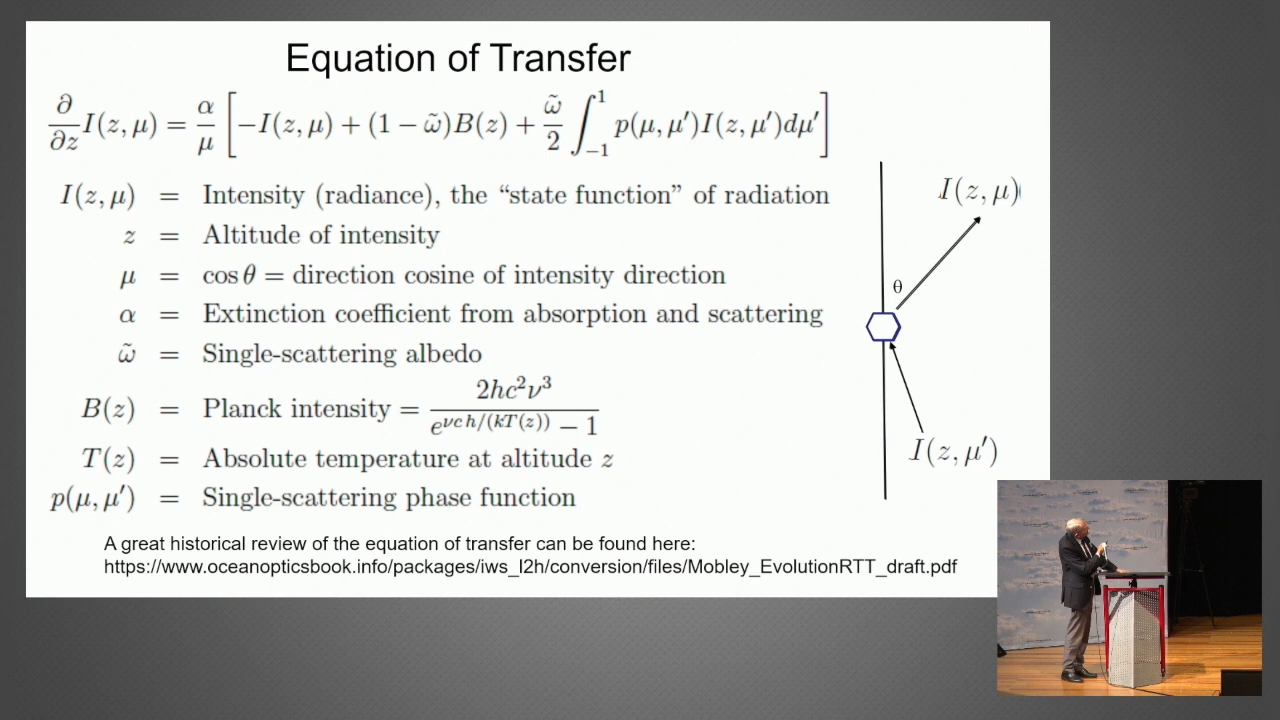 Equation of Transfer
∂/∂z I(z, μ) = α/μ [−I(z, μ) + (1 − ω̃)B(z) + ω̃/2 ∫₋₁¹ p(μ, μ′)I(z, μ′)dμ′]
I(z, μ) = Intensity (radiance), the “state function” of radiation
z = Altitude of intensity
μ = cos θ = direction cosine of intensity direction
α = Extinction coefficient from absorption and scattering
ω̃ = Single-scattering albedo
B(z) = Planck intensity = 2hc²ν³ / (e^(νch/(kT(z))) − 1)
T(z) = Absolute temperature at altitude z
p(μ, μ′) = Single-scattering phase function
I(z, μ)
θ
I(z, μ′)
A great historical review of the equation of transfer can be found here:
https://www.oceanopticsbook.info/packages/iws_l2h/conversion/files/Mobley_EvolutionRTT_draft.pdf